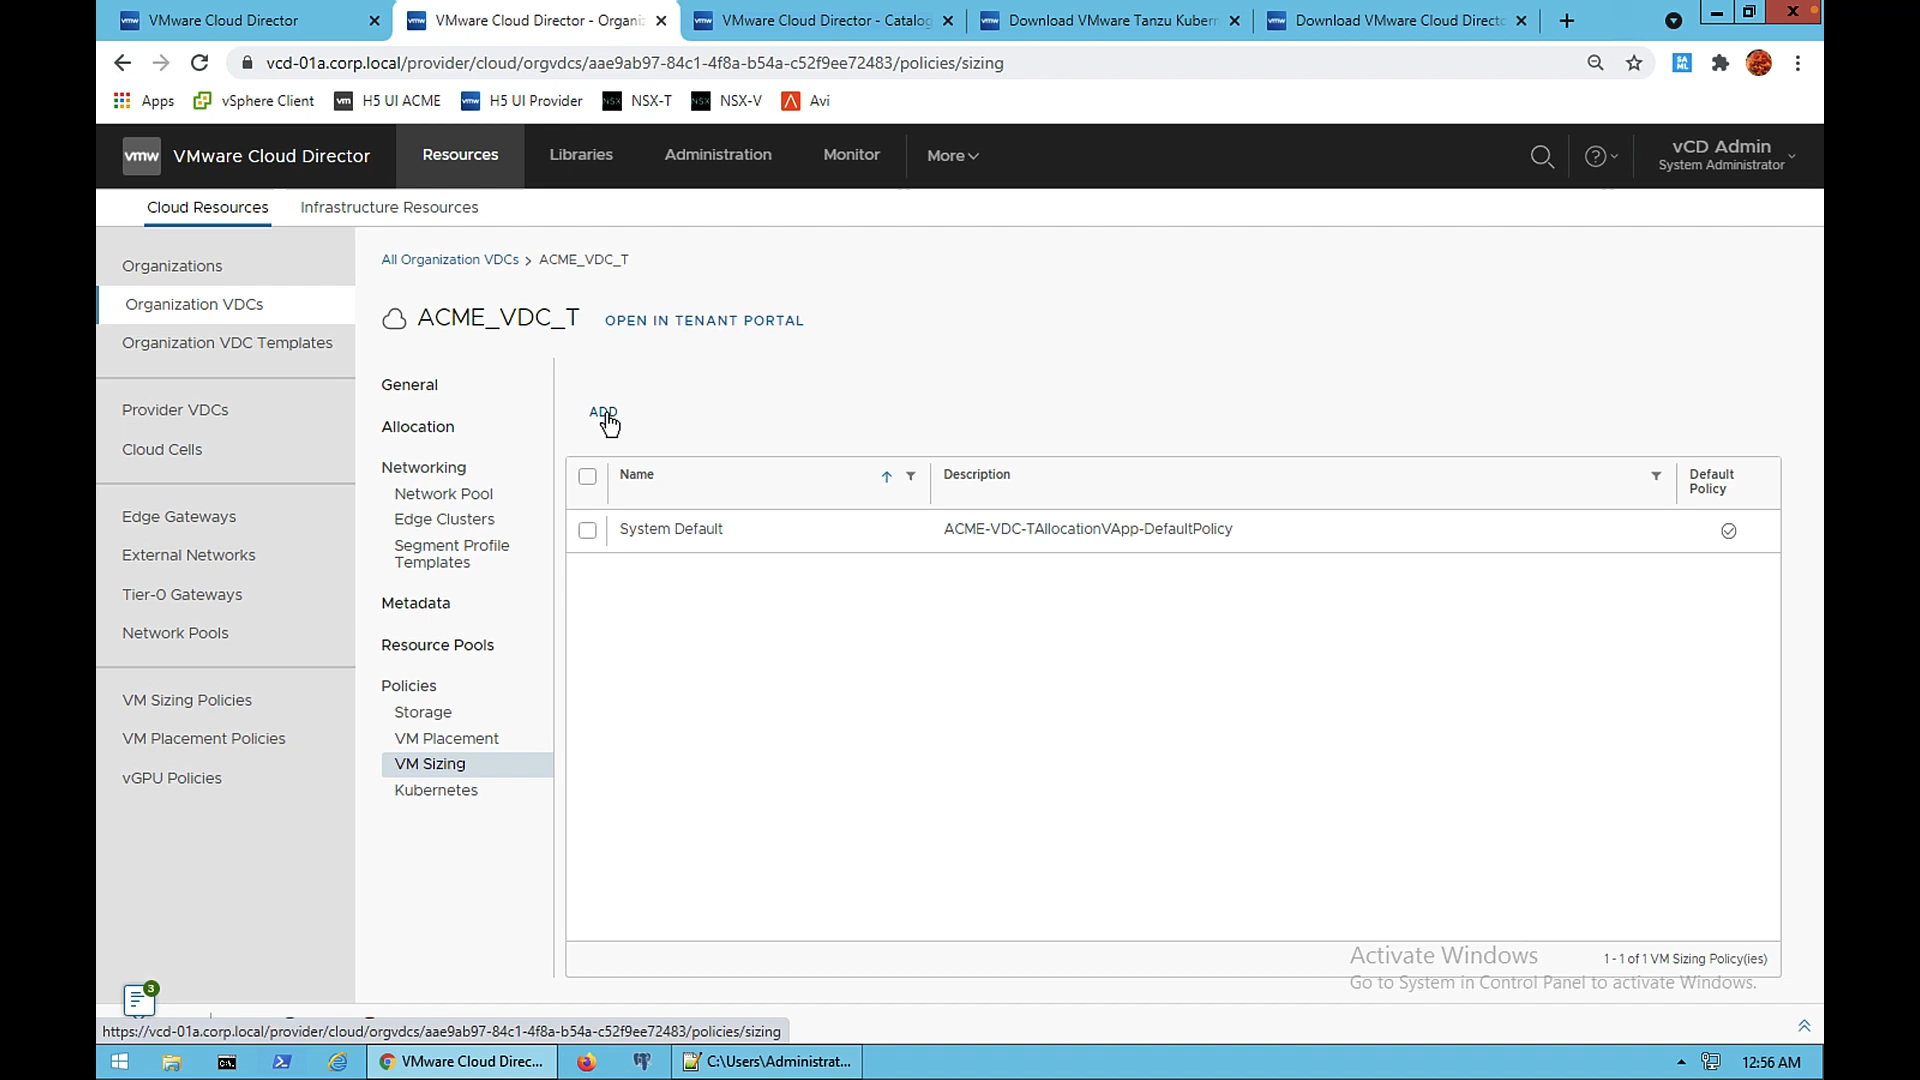 VMware Cloud Director
VMware Cloud Director - Organiz
VMware Cloud Director - Catalog
Download VMware Tanzu Kubern
Download VMware Cloud Directo
vcd-01a.corp.local/provider/cloud/orgvdcs/aae9ab97-84c1-4f8a-b54a-c52f9ee72483/policies/sizing
Apps
vSphere Client
vm
H5 UI ACME
vmw
H5 UI Provider
NSX
NSX-T
NSX
NSX-V
Avi
vmw
VMware Cloud Director
Resources
Libraries
Administration
Monitor
More
vCD Admin
System Administrator
Cloud Resources
Infrastructure Resources
Organizations
Organization VDCs
Organization VDC Templates
Provider VDCs
Cloud Cells
Edge Gateways
External Networks
Tier-0 Gateways
Network Pools
VM Sizing Policies
VM Placement Policies
vGPU Policies
All Organization VDCs > ACME_VDC_T
ACME_VDC_T
OPEN IN TENANT PORTAL
General
Allocation
Networking
Network Pool
Edge Clusters
Segment Profile
Templates
Metadata
Resource Pools
Policies
Storage
VM Placement
VM Sizing
Kubernetes
ADD
Name
Description
Default
Policy
System Default
ACME-VDC-TAllocationVApp-DefaultPolicy
Activate Windows
Go to System in Control Panel to activate Windows.
1 - 1 of 1 VM Sizing Policy(ies)
3
https://vcd-01a.corp.local/provider/cloud/orgvdcs/aae9ab97-84c1-4f8a-b54a-c52f9ee72483/policies/sizing
VMware Cloud Direc...
C:\Users\Administrat...
12:56 AM